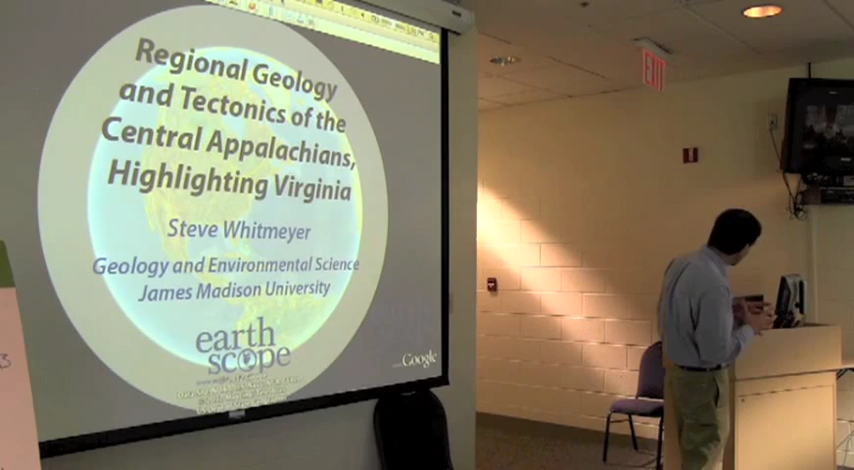 Regional Geology
and Tectonics of the
Central Appalachians,
Highlighting Virginia
Steve Whitmeyer
Geology and Environmental Science
James Madison University
earth
scope
Google
EXIT
3